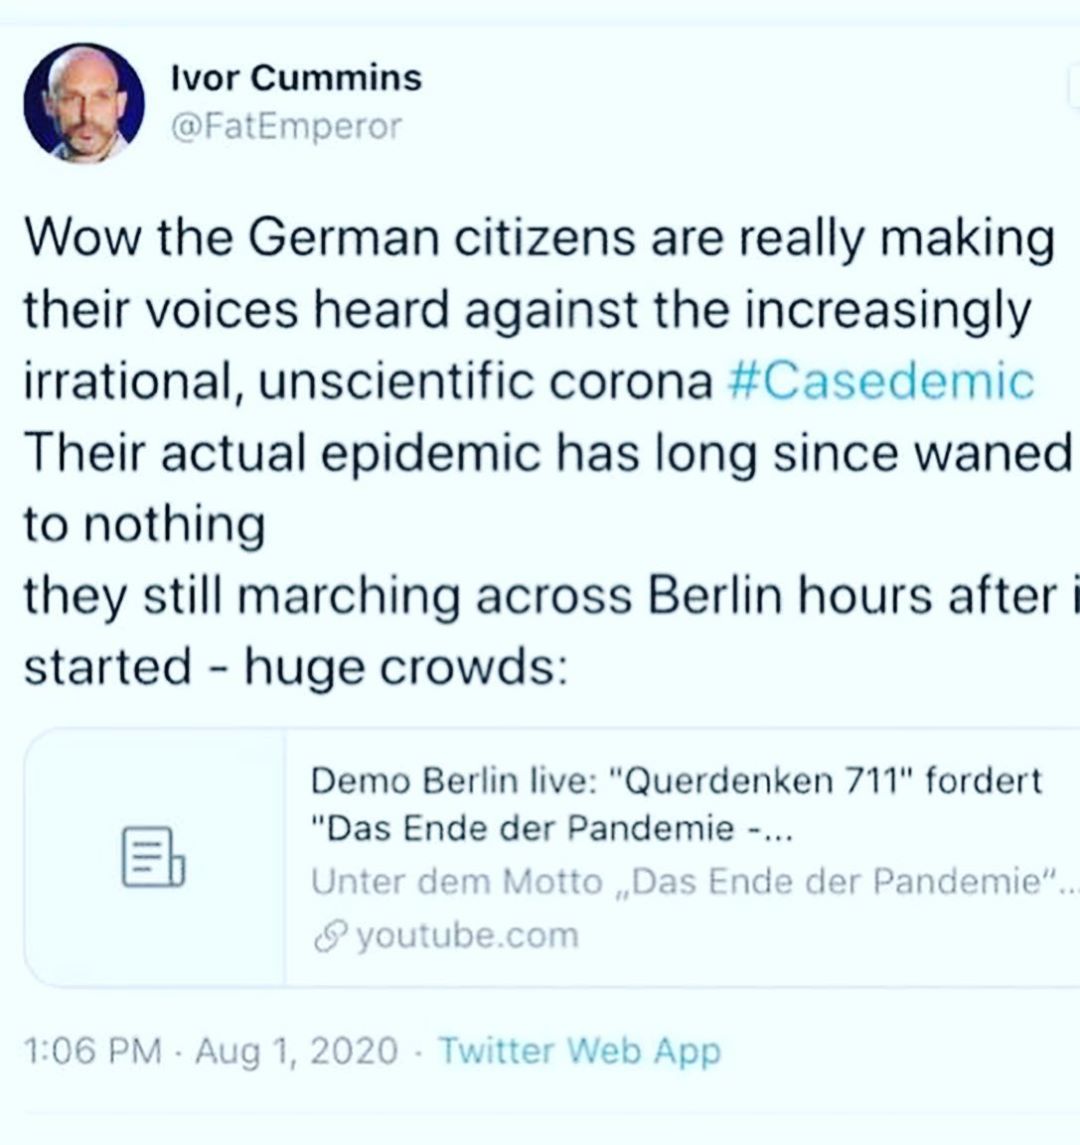 Ivor Cummins
@FatEmperor
Wow the German citizens are really making
their voices heard against the increasingly
irrational, unscientific corona #Casedemic
Their actual epidemic has long since waned
to nothing
they still marching across Berlin hours after i
started - huge crowds:
Demo Berlin live: "Querdenken 711" fordert
"Das Ende der Pandemie -...
Unter dem Motto „Das Ende der Pandemie"...
youtube.com
1:06 PM · Aug 1, 2020 · Twitter Web App